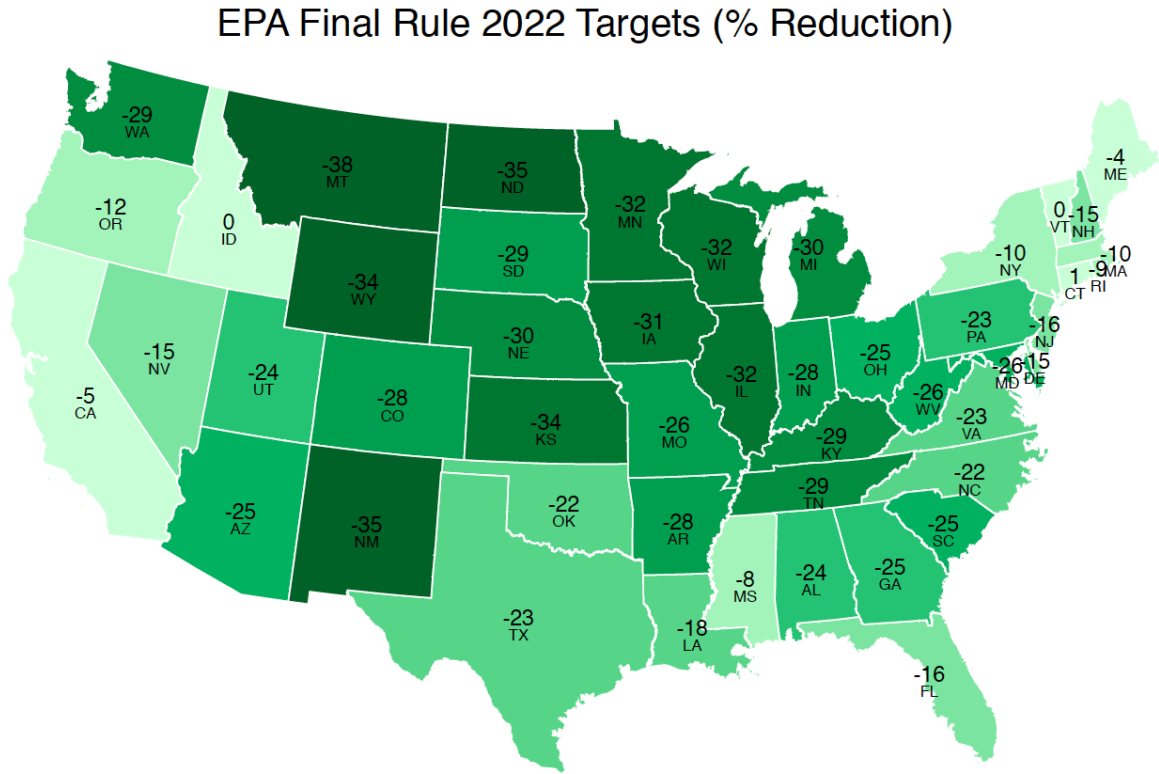 EPA Final Rule 2022 Targets (% Reduction)
-29
WA
-38
MT
-35
ND
-32
MN
-4
ME
-12
OR
0
ID
0
VT
-15
NH
-29
SD
-32
WI
-30
MI
-10
NY
-10
MA
-9
RI
1
CT
-34
WY
-31
IA
-23
PA
-16
NJ
-30
NE
-15
NV
-25
OH
-26
MD
-15
DE
-24
UT
-32
IL
-28
IN
-5
CA
-28
CO
-26
WV
-34
KS
-26
MO
-29
KY
-23
VA
-22
NC
-29
TN
-25
AZ
-35
NM
-22
OK
-28
AR
-25
SC
-8
MS
-24
AL
-25
GA
-23
TX
-18
LA
-16
FL